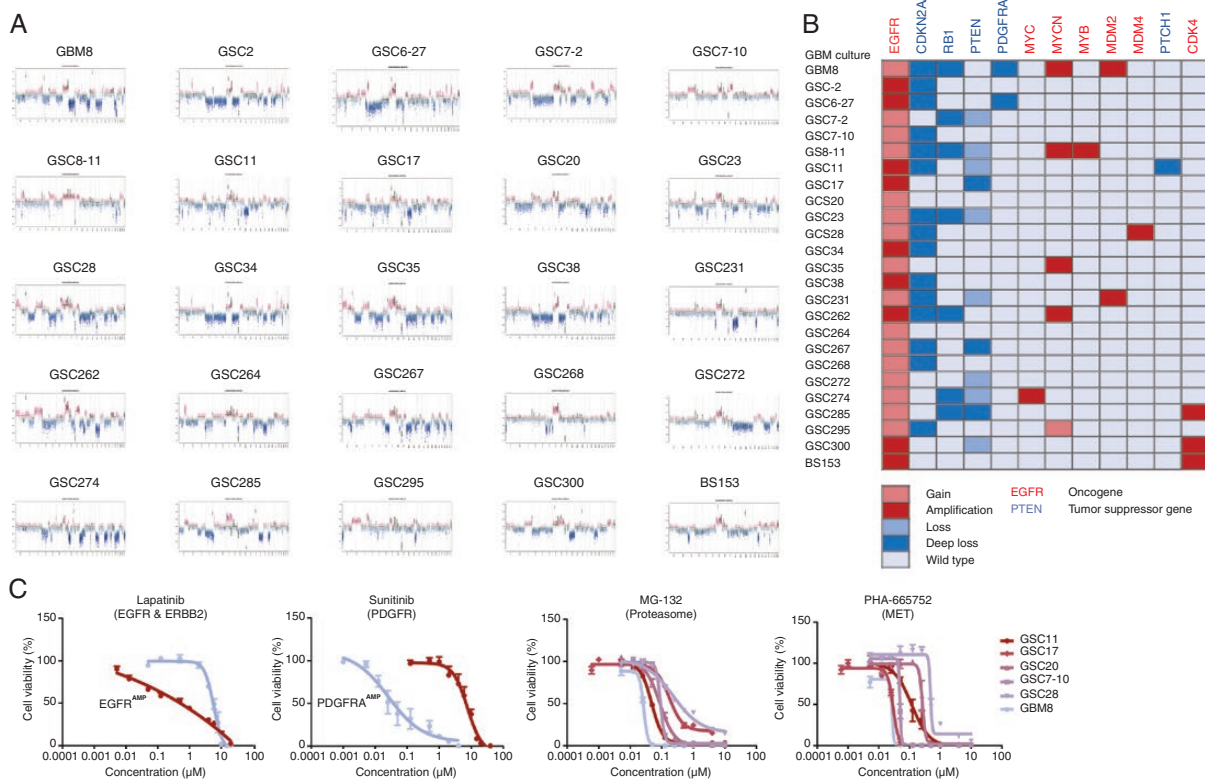 A
GBM8 GSC2 GSC6-27 GSC7-2 GSC7-10
GSC8-11 GSC11 GSC17 GSC20 GSC23
GSC28 GSC34 GSC35 GSC38 GSC231
GSC262 GSC264 GSC267 GSC268 GSC272
GSC274 GSC285 GSC295 GSC300 BS153
B
GBM culture EGFR CDKN2A RB1 PTEN PDGFRA MYC MYCN MYB MDM2 MDM4 PTCH1 CDK4
GBM8
GSC-2
GSC6-27
GSC7-2
GSC7-10
GS8-11
GSC11
GSC17
GCS20
GSC23
GCS28
GSC34
GSC35
GSC38
GSC231
GSC262
GSC264
GSC267
GSC268
GSC272
GSC274
GSC285
GSC295
GSC300
BS153
Gain EGFR Oncogene
Amplification PTEN Tumor suppressor gene
Loss
Deep loss
Wild type
C
Lapatinib
(EGFR & ERBB2)
Cell viability (%)
150
100
50
0
EGFRAMP
0.0001 0.001 0.01 0.1 1 10 100
Concentration (µM)
Sunitinib
(PDGFR)
Cell viability (%)
150
100
50
0
PDGFRAAMP
0.0001 0.001 0.01 0.1 1 10 100
Concentration (µM)
MG-132
(Proteasome)
Cell viability (%)
150
100
50
0
0.0001 0.001 0.01 0.1 1 10 100
Concentration (µM)
PHA-665752
(MET)
Cell viability (%)
150
100
50
0
0.0001 0.001 0.01 0.1 1 10 100
Concentration (µM)
GSC11
GSC17
GSC20
GSC7-10
GSC28
GBM8